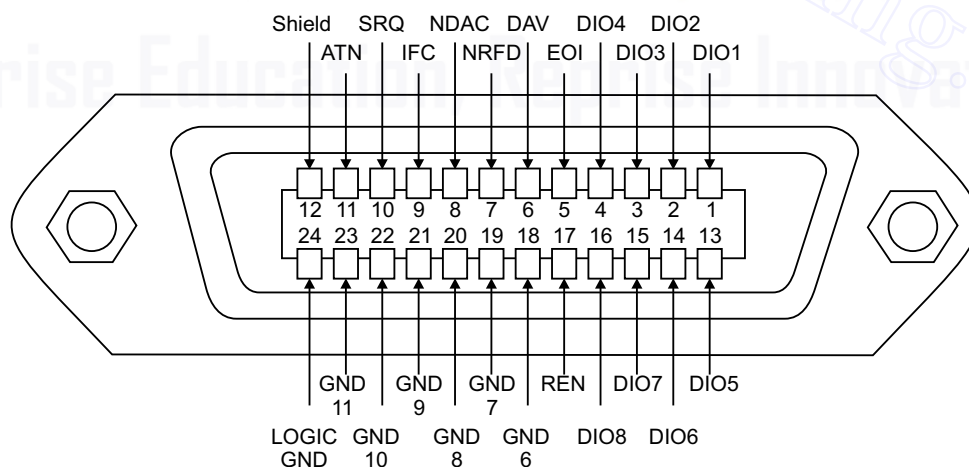 Shield SRQ NDAC DAV DIO4 DIO2
ATN IFC NRFD EOI DIO3 DIO1
12 11 10 9 8 7 6 5 4 3 2 1
24 23 22 21 20 19 18 17 16 15 14 13
GND GND GND REN DIO7 DIO5
11 9 7
LOGIC GND GND GND DIO8 DIO6
GND 10 8 6